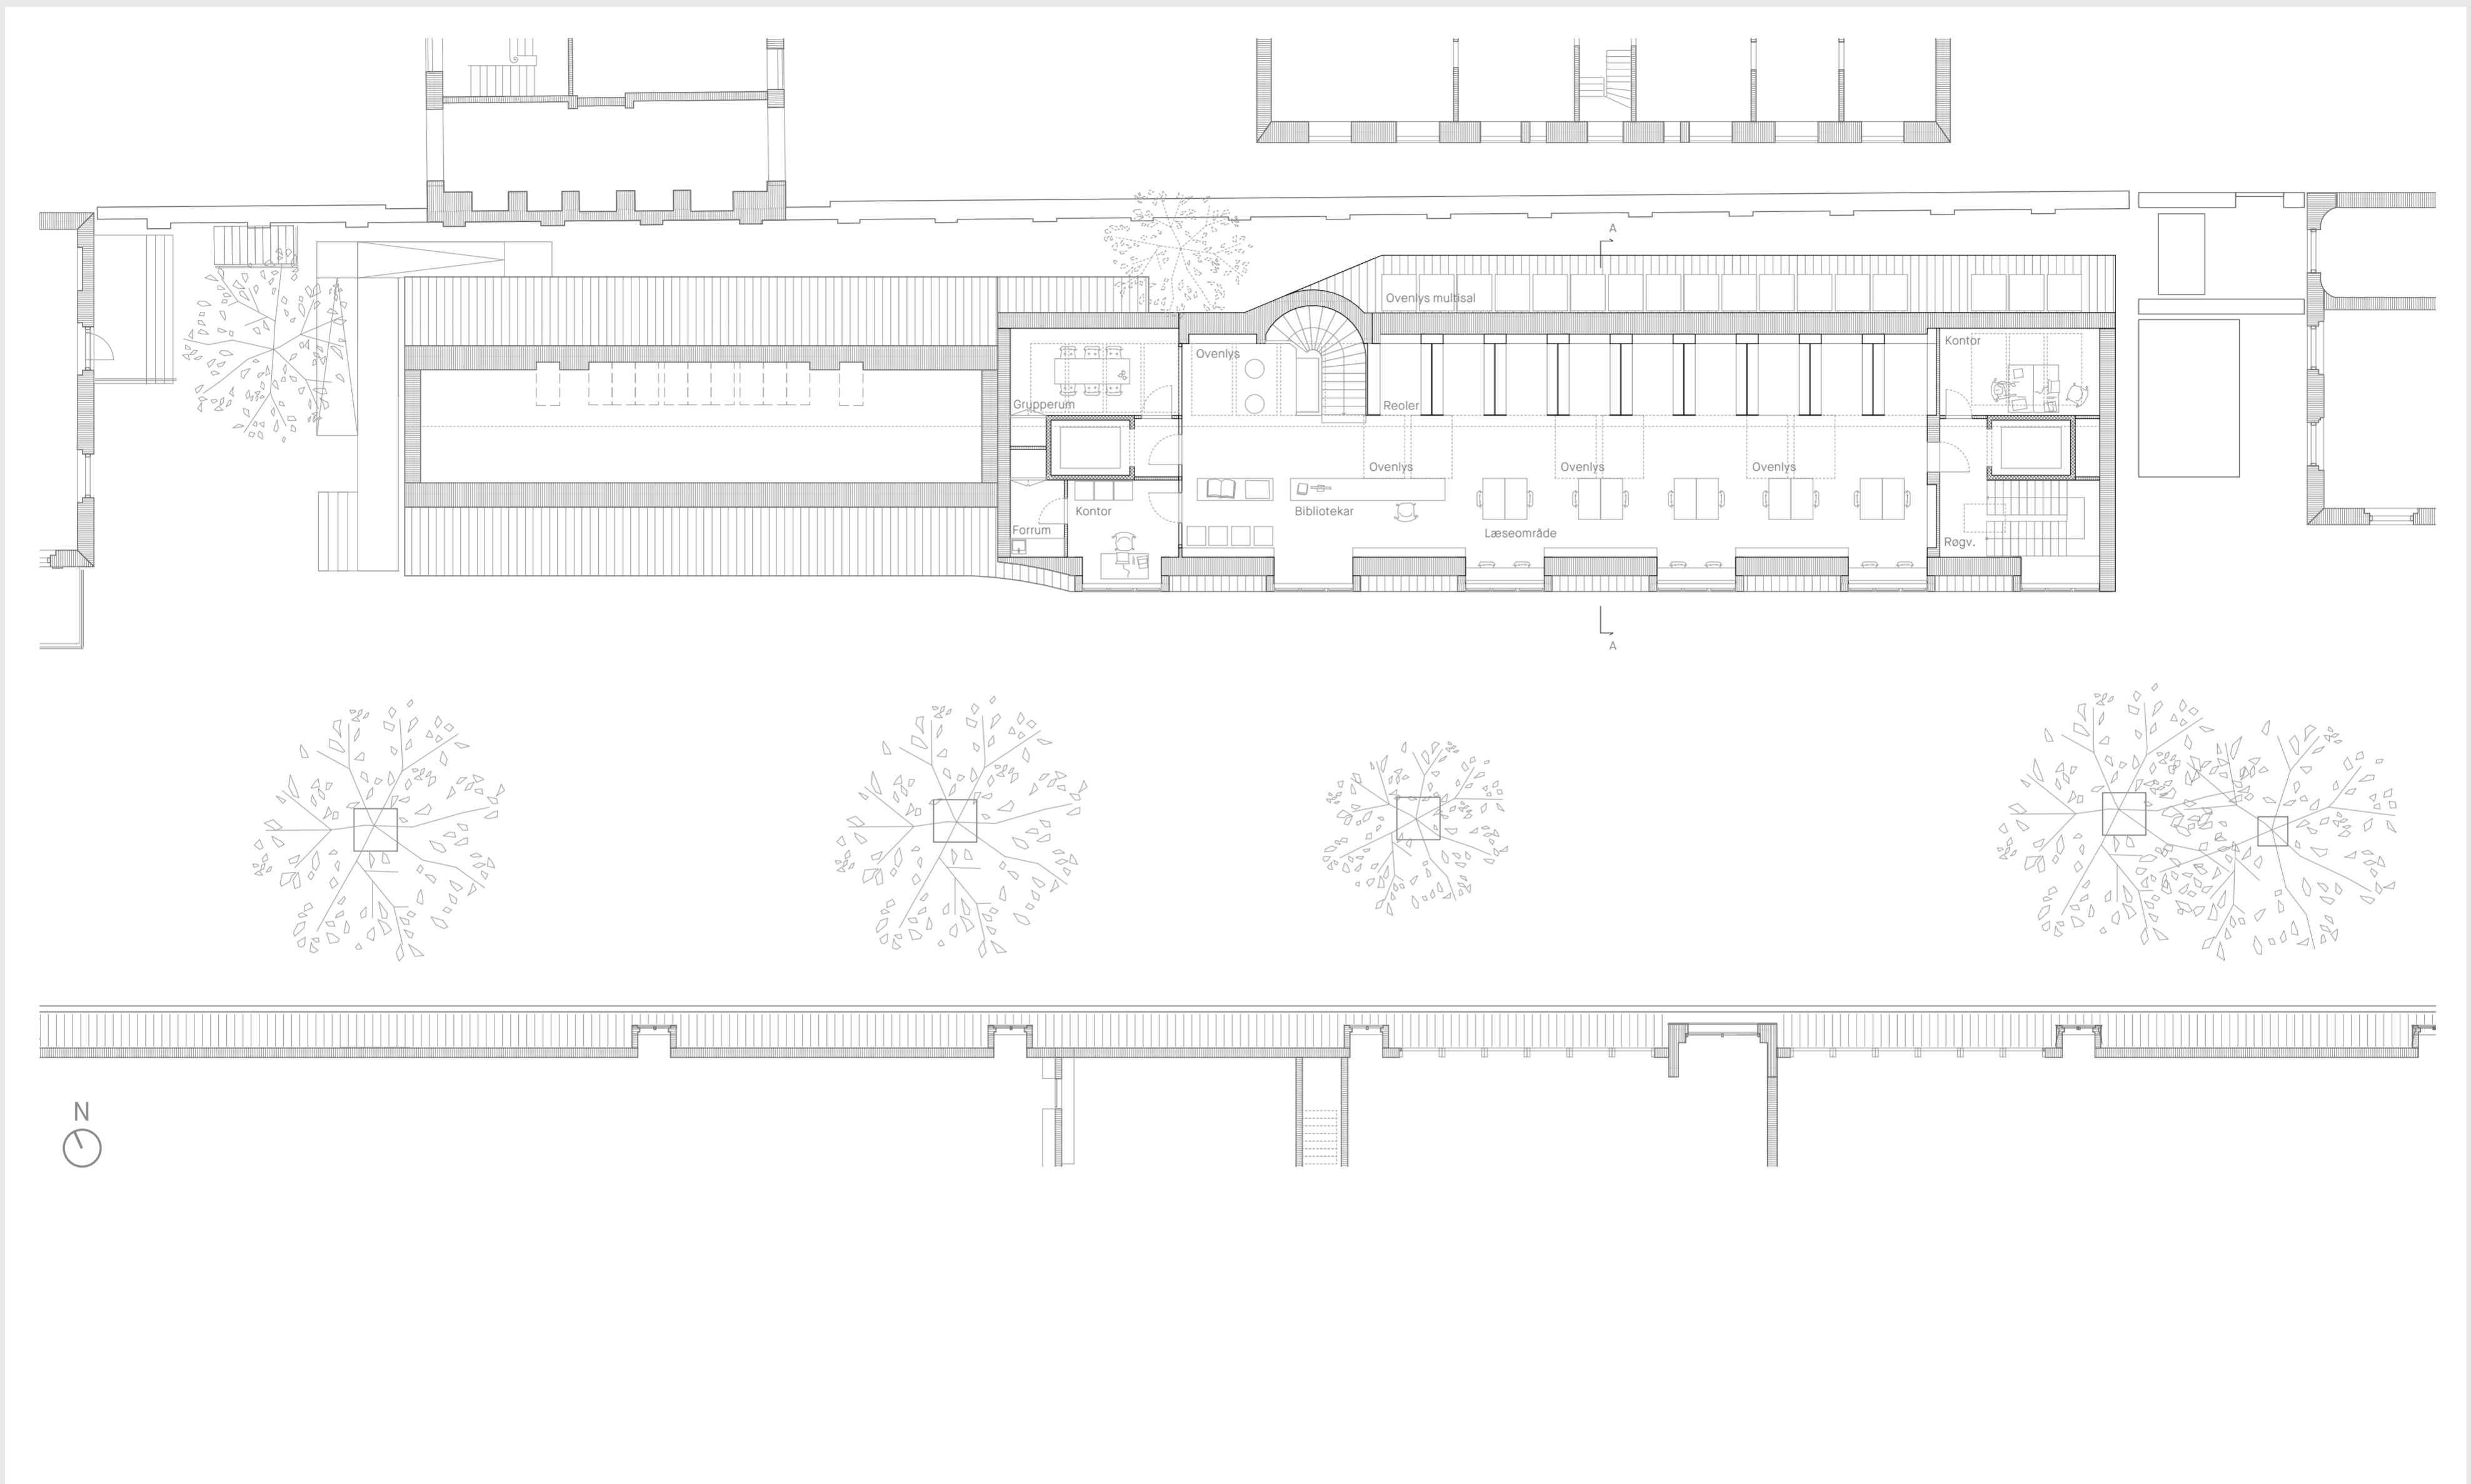 A
Ovenlys multisal
Ovenlys
Kontor
Grupperum
Reoler
Ovenlys
Ovenlys
Ovenlys
Kontor
Bibliotekar
Forrum
Læseområde
Røgv.
A
N